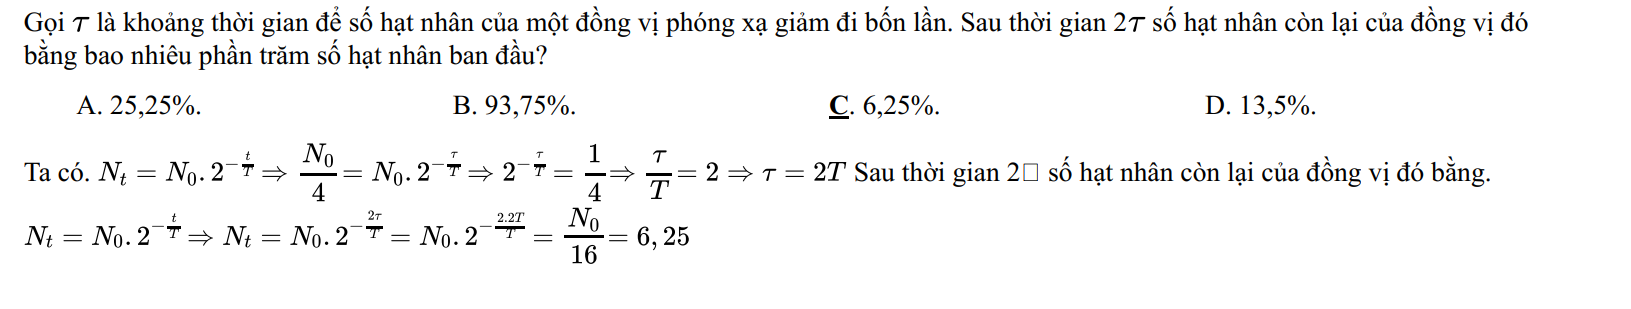 Gọi τ là khoảng thời gian để số hạt nhân của một đồng vị phóng xạ giảm đi bốn lần. Sau thời gian 2τ số hạt nhân còn lại của đồng vị đó
bằng bao nhiêu phần trăm số hạt nhân ban đầu?
A. 25,25%. B. 93,75%. C. 6,25%. D. 13,5%.
Ta có. $N_t = N_0.2^{-\frac{t}{T}} \Rightarrow \frac{N_0}{4} = N_0.2^{-\frac{\tau}{T}} \Rightarrow 2^{-\frac{\tau}{T}} = \frac{1}{4} \Rightarrow \frac{\tau}{T} = 2 \Rightarrow \tau = 2T$ Sau thời gian 2□ số hạt nhân còn lại của đồng vị đó bằng.
$N_t = N_0.2^{-\frac{t}{T}} \Rightarrow N_t = N_0.2^{-\frac{2\tau}{T}} = N_0.2^{-\frac{2.2T}{T}} = \frac{N_0}{16} = 6,25$